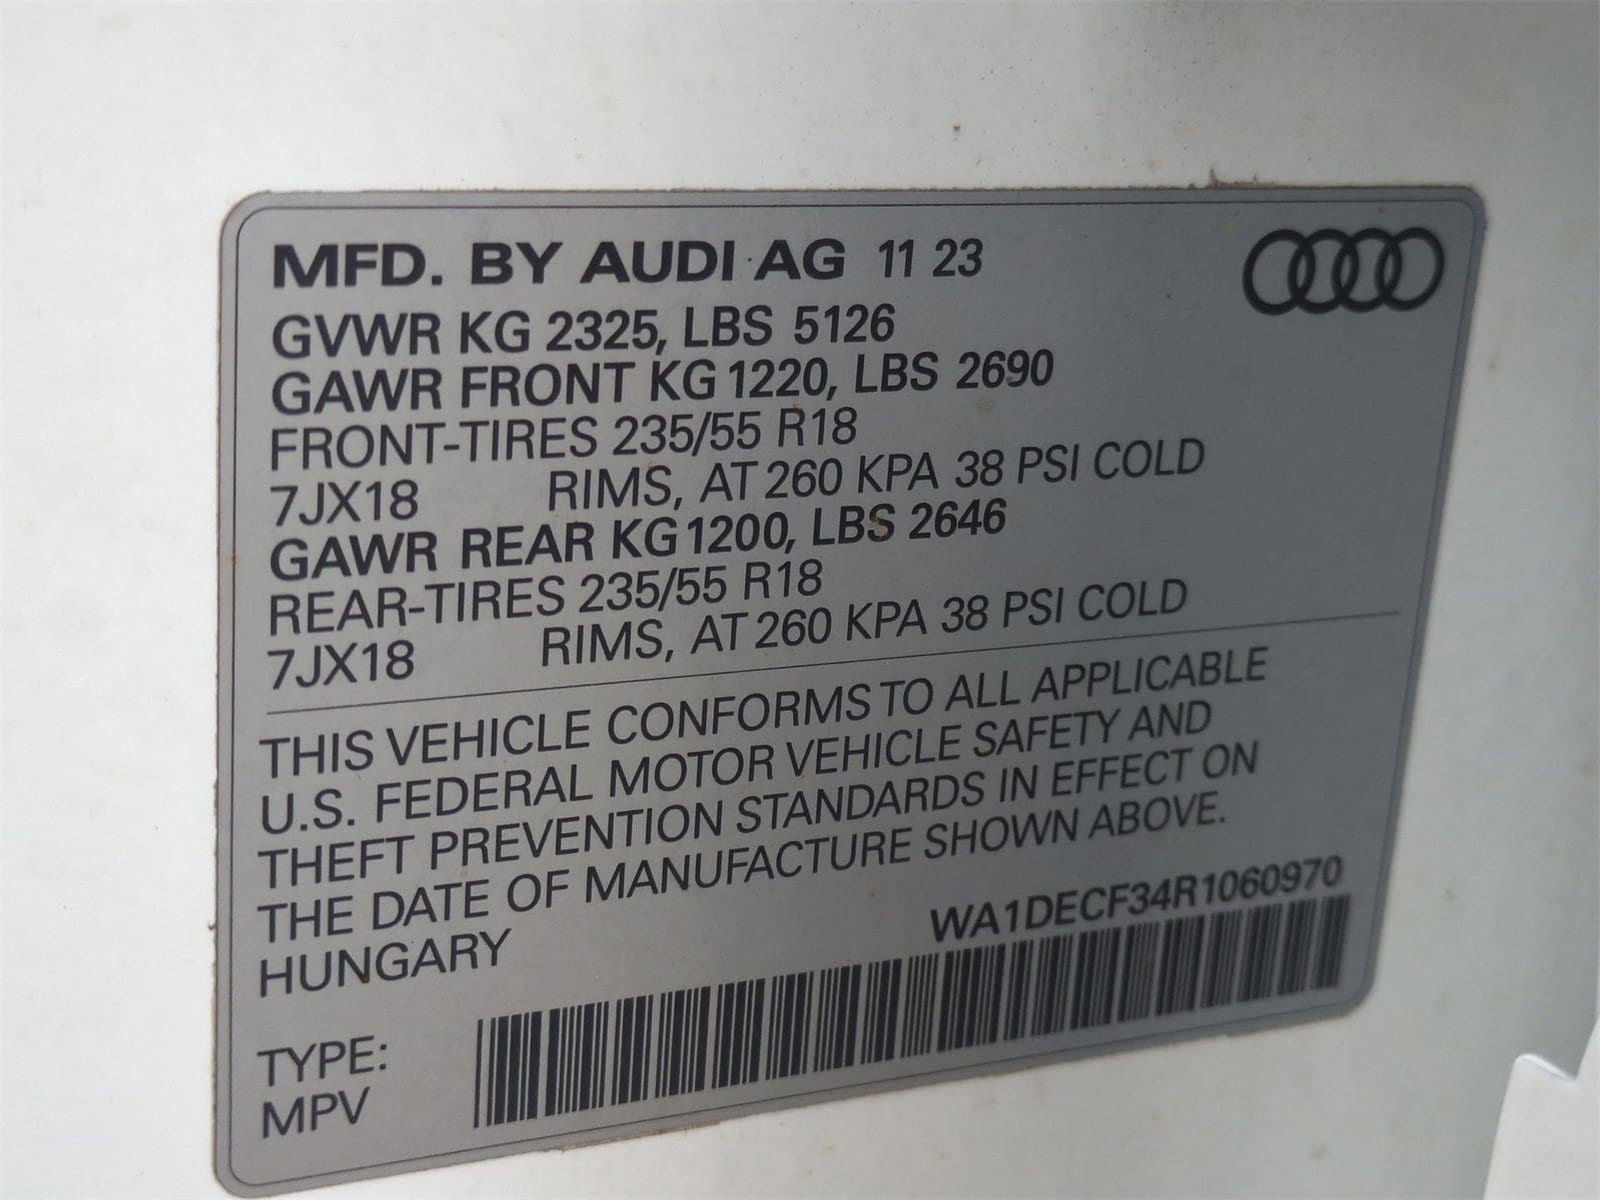 MFD. BY AUDI AG 11 23
GVWR KG 2325, LBS 5126
GAWR FRONT KG 1220, LBS 2690
FRONT-TIRES 235/55 R18
7JX18 RIMS, AT 260 KPA 38 PSI COLD
GAWR REAR KG 1200, LBS 2646
REAR-TIRES 235/55 R18
7JX18 RIMS, AT 260 KPA 38 PSI COLD
THIS VEHICLE CONFORMS TO ALL APPLICABLE
U.S. FEDERAL MOTOR VEHICLE SAFETY AND
THEFT PREVENTION STANDARDS IN EFFECT ON
THE DATE OF MANUFACTURE SHOWN ABOVE.
HUNGARY
WA1DECF34R1060970
TYPE:
MPV